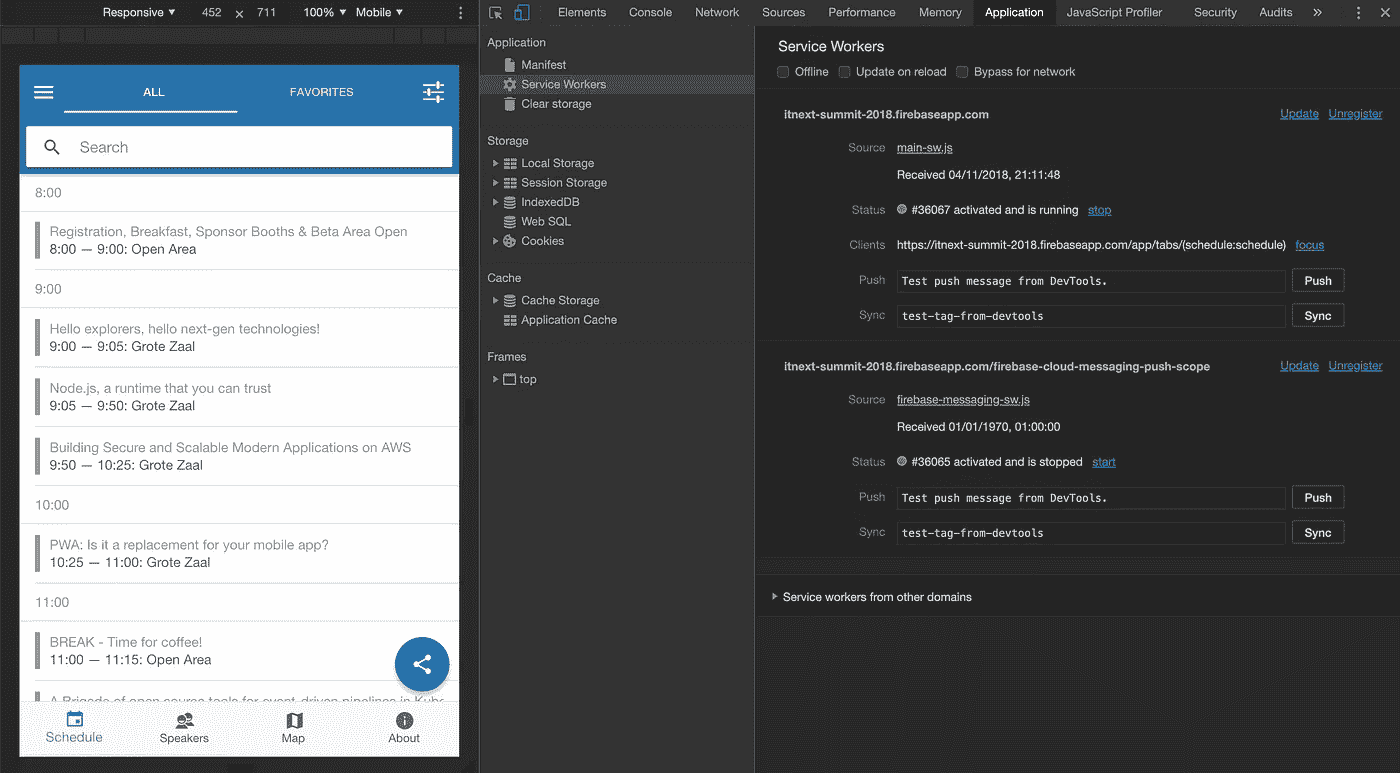 Responsive ▼ 452 × 711 100% ▼ Mobile ▼
Elements Console Network Sources Performance Memory Application JavaScript Profiler Security Audits »
ALL FAVORITES
Search
8:00
Registration, Breakfast, Sponsor Booths & Beta Area Open
8:00 — 9:00: Open Area
9:00
Hello explorers, hello next-gen technologies!
9:00 — 9:05: Grote Zaal
Node.js, a runtime that you can trust
9:05 — 9:50: Grote Zaal
Building Secure and Scalable Modern Applications on AWS
9:50 — 10:25: Grote Zaal
10:00
PWA: Is it a replacement for your mobile app?
10:25 — 11:00: Grote Zaal
11:00
BREAK - Time for coffee!
11:00 — 11:15: Open Area
A Brigade of open source tools for event-driven pipelines in Kube
Schedule Speakers Map About
Application
Manifest
Service Workers
Clear storage
Storage
Local Storage
Session Storage
IndexedDB
Web SQL
Cookies
Cache
Cache Storage
Application Cache
Frames
top
Service Workers
Offline Update on reload Bypass for network
itnext-summit-2018.firebaseapp.com Update Unregister
Source main-sw.js
Received 04/11/2018, 21:11:48
Status #36067 activated and is running stop
Clients https://itnext-summit-2018.firebaseapp.com/app/tabs/(schedule:schedule) focus
Push Test push message from DevTools. Push
Sync test-tag-from-devtools Sync
itnext-summit-2018.firebaseapp.com/firebase-cloud-messaging-push-scope Update Unregister
Source firebase-messaging-sw.js
Received 01/01/1970, 01:00:00
Status #36065 activated and is stopped start
Push Test push message from DevTools. Push
Sync test-tag-from-devtools Sync
Service workers from other domains